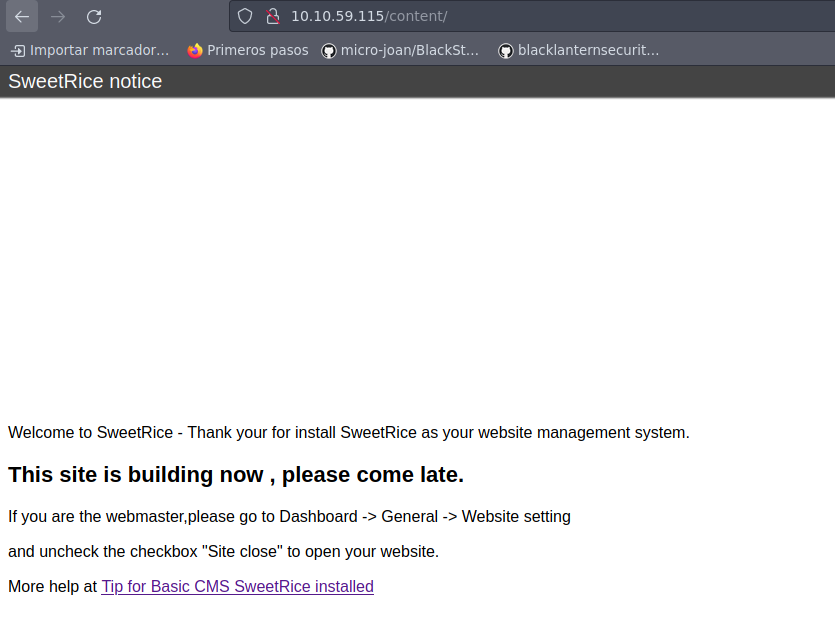 10.10.59.115/content/
Importar marcador... Primeros pasos micro-joan/BlackSt... blacklanternsecurit...
SweetRice notice
Welcome to SweetRice - Thank your for install SweetRice as your website management system.
This site is building now , please come late.
If you are the webmaster,please go to Dashboard -> General -> Website setting
and uncheck the checkbox "Site close" to open your website.
More help at Tip for Basic CMS SweetRice installed